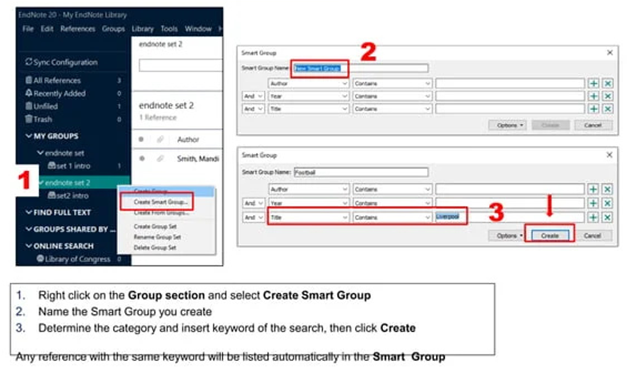 EndNote 20 - My EndNote Library
File Edit References Groups Library Tools Window
Sync Configuration
All References 3
Recently Added 0
Unfiled 1
Trash 0
MY GROUPS
endnote set
set 1 intro 1
endnote set 2
set2 intro
FIND FULL TEXT
GROUPS SHARED BY ...
ONLINE SEARCH
Library of Congress 0
endnote set 2
endnote set 2
1 Reference
Author
Smith, Mandi
1
Create Group...
Create Smart Group...
Create From Groups...
Create Group Set
Rename Group Set
Delete Group Set
2
Smart Group
Smart Group Name: New Smart Group
Author Contains
And Year Contains
And Title Contains
Options Create Cancel
Smart Group
Smart Group Name: Football
Author Contains
And Year Contains
And Title Contains Liverpool
3
Options Create Cancel
1. Right click on the Group section and select Create Smart Group
2. Name the Smart Group you create
3. Determine the category and insert keyword of the search, then click Create
Any reference with the same keyword will be listed automatically in the Smart Group